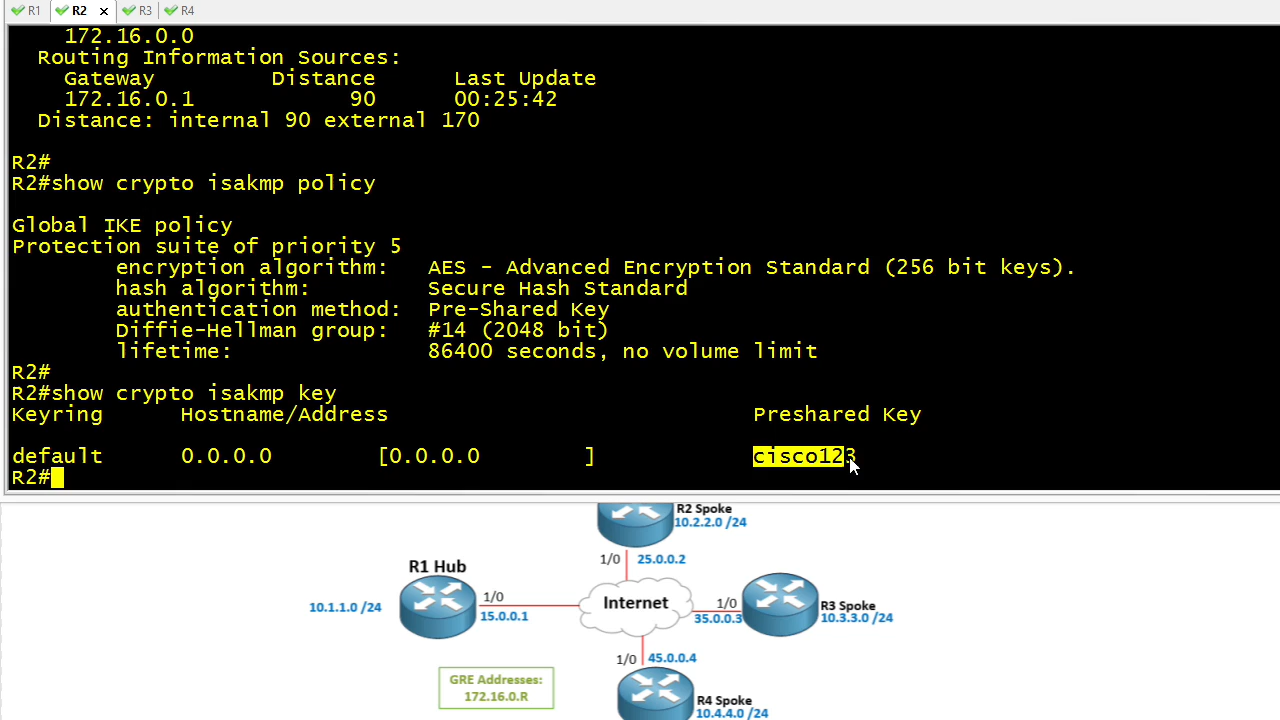 R1 R2 × R3 R4
172.16.0.0
Routing Information Sources:
Gateway Distance Last Update
172.16.0.1 90 00:25:42
Distance: internal 90 external 170
R2#
R2#show crypto isakmp policy
Global IKE policy
Protection suite of priority 5
encryption algorithm: AES - Advanced Encryption Standard (256 bit keys).
hash algorithm: Secure Hash Standard
authentication method: Pre-Shared Key
Diffie-Hellman group: #14 (2048 bit)
lifetime: 86400 seconds, no volume limit
R2#
R2#show crypto isakmp key
Keyring Hostname/Address Preshared Key
default 0.0.0.0 [0.0.0.0 ] cisco123
R2#
R2 Spoke
10.2.2.0 /24
1/0 25.0.0.2
R1 Hub
10.1.1.0 /24
1/0
15.0.0.1
Internet
1/0
35.0.0.3
R3 Spoke
10.3.3.0 /24
1/0 45.0.0.4
GRE Addresses:
172.16.0.R
R4 Spoke
10.4.4.0 /24